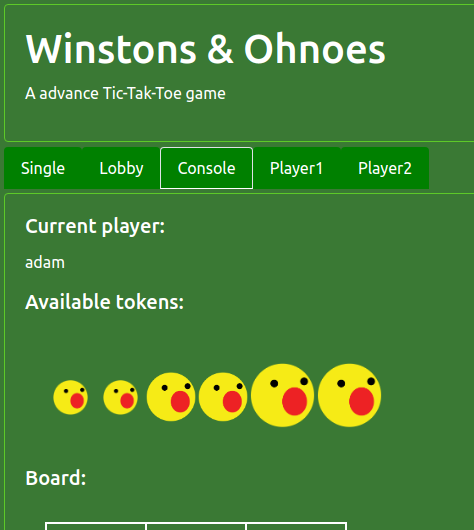 Winstons & Ohnoes
A advance Tic-Tak-Toe game
Single Lobby Console Player1 Player2
Current player:
adam
Available tokens:
Board: